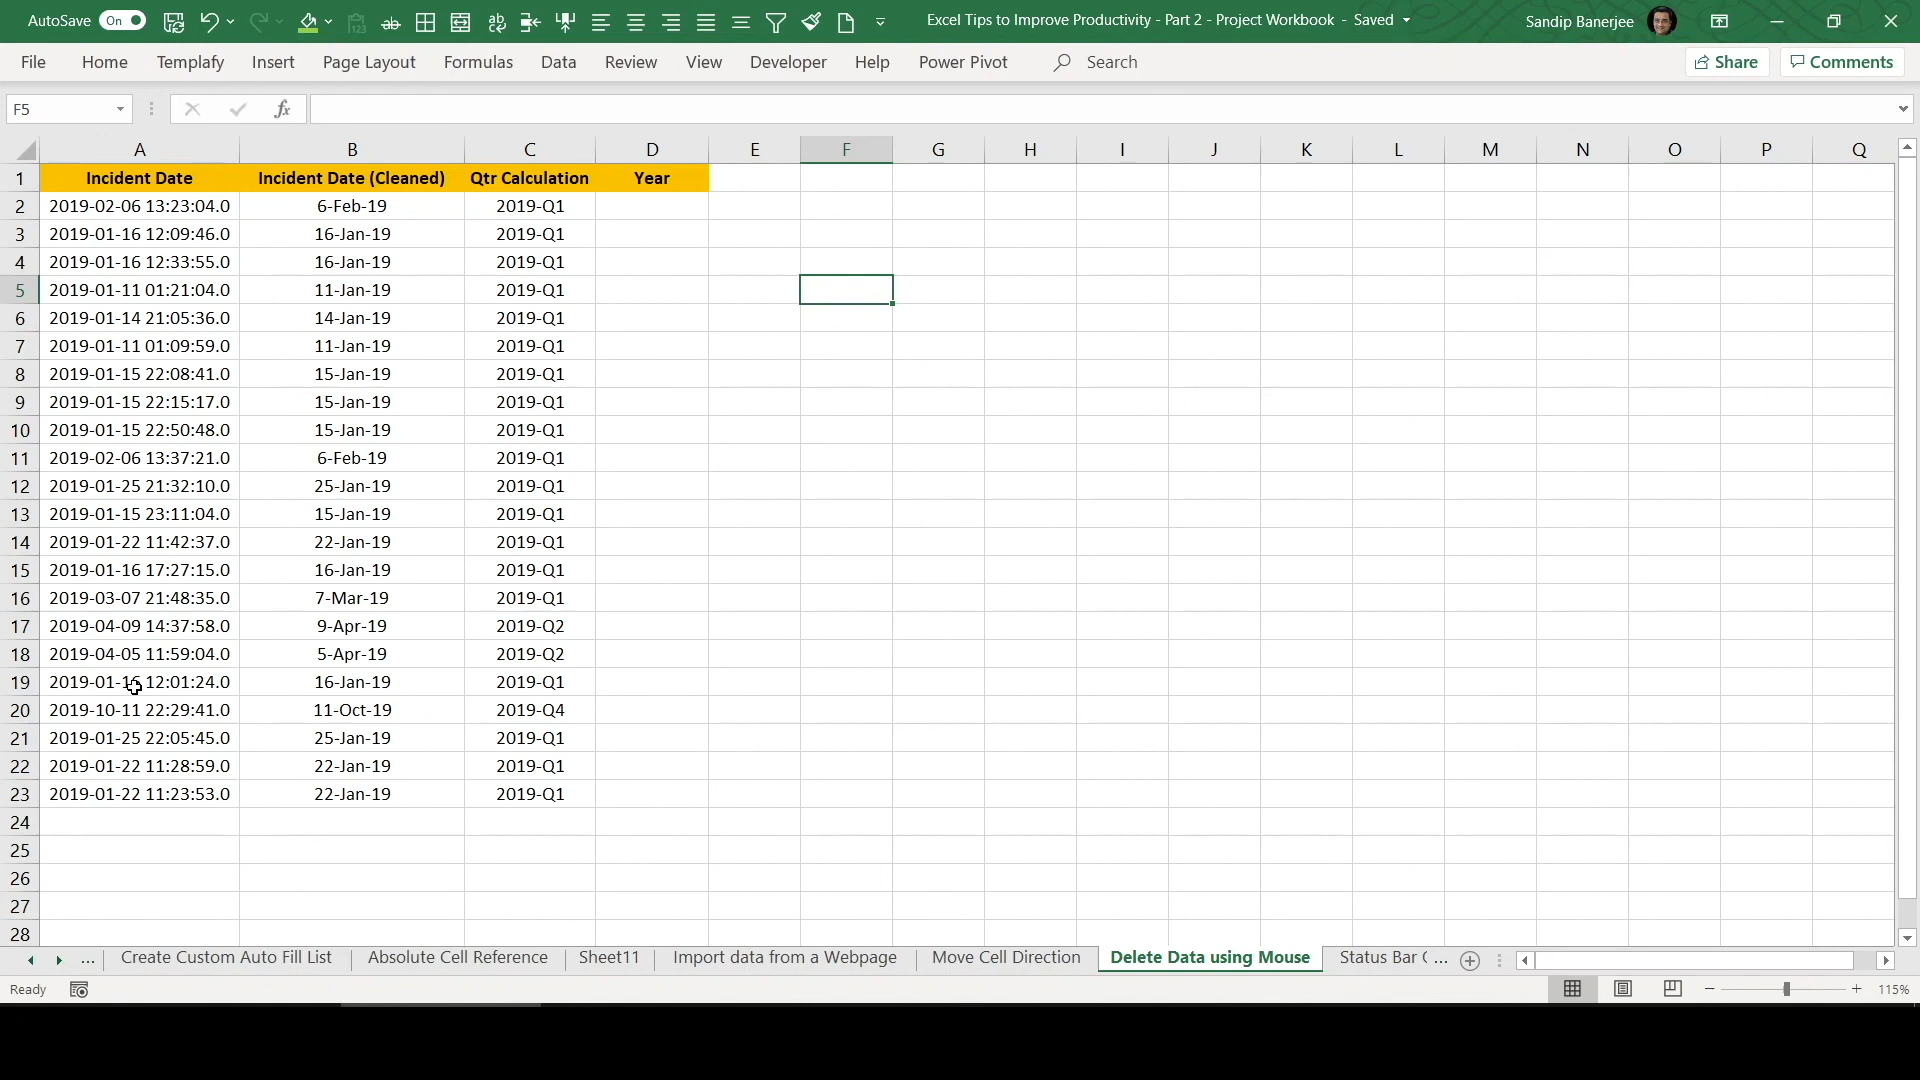 AutoSave On Excel Tips to Improve Productivity - Part 2 - Project Workbook - Saved Sandip Banerjee
File Home Templafy Insert Page Layout Formulas Data Review View Developer Help Power Pivot Search Share Comments
F5 fx
A B C D E F G H I J K L M N O P Q
1 Incident Date Incident Date (Cleaned) Qtr Calculation Year
2 2019-02-06 13:23:04.0 6-Feb-19 2019-Q1
3 2019-01-16 12:09:46.0 16-Jan-19 2019-Q1
4 2019-01-16 12:33:55.0 16-Jan-19 2019-Q1
5 2019-01-11 01:21:04.0 11-Jan-19 2019-Q1
6 2019-01-14 21:05:36.0 14-Jan-19 2019-Q1
7 2019-01-11 01:09:59.0 11-Jan-19 2019-Q1
8 2019-01-15 22:08:41.0 15-Jan-19 2019-Q1
9 2019-01-15 22:15:17.0 15-Jan-19 2019-Q1
10 2019-01-15 22:50:48.0 15-Jan-19 2019-Q1
11 2019-02-06 13:37:21.0 6-Feb-19 2019-Q1
12 2019-01-25 21:32:10.0 25-Jan-19 2019-Q1
13 2019-01-15 23:11:04.0 15-Jan-19 2019-Q1
14 2019-01-22 11:42:37.0 22-Jan-19 2019-Q1
15 2019-01-16 17:27:15.0 16-Jan-19 2019-Q1
16 2019-03-07 21:48:35.0 7-Mar-19 2019-Q1
17 2019-04-09 14:37:58.0 9-Apr-19 2019-Q2
18 2019-04-05 11:59:04.0 5-Apr-19 2019-Q2
19 2019-01-16 12:01:24.0 16-Jan-19 2019-Q1
20 2019-10-11 22:29:41.0 11-Oct-19 2019-Q4
21 2019-01-25 22:05:45.0 25-Jan-19 2019-Q1
22 2019-01-22 11:28:59.0 22-Jan-19 2019-Q1
23 2019-01-22 11:23:53.0 22-Jan-19 2019-Q1
24
25
26
27
28
... Create Custom Auto Fill List Absolute Cell Reference Sheet11 Import data from a Webpage Move Cell Direction Delete Data using Mouse Status Bar ...
Ready 115%